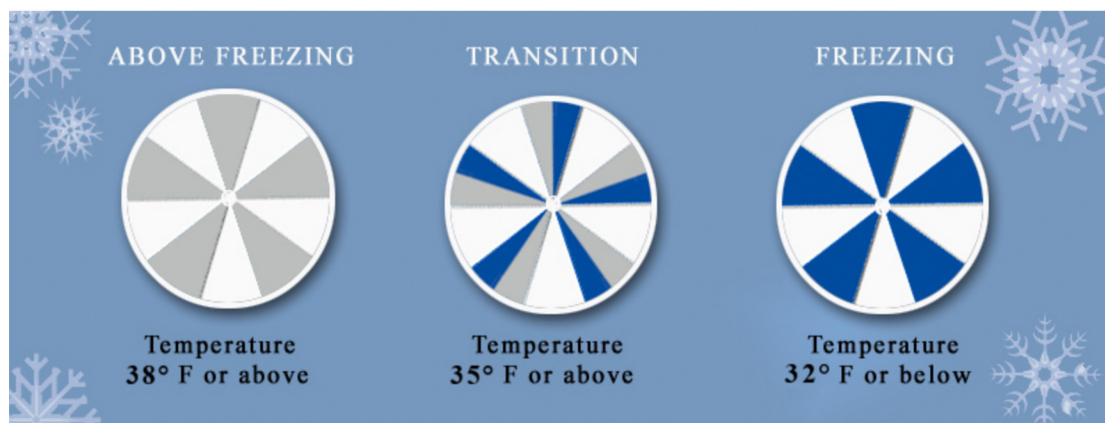 ABOVE FREEZING
TRANSITION
FREEZING
Temperature
38° F or above
Temperature
35° F or above
Temperature
32° F or below